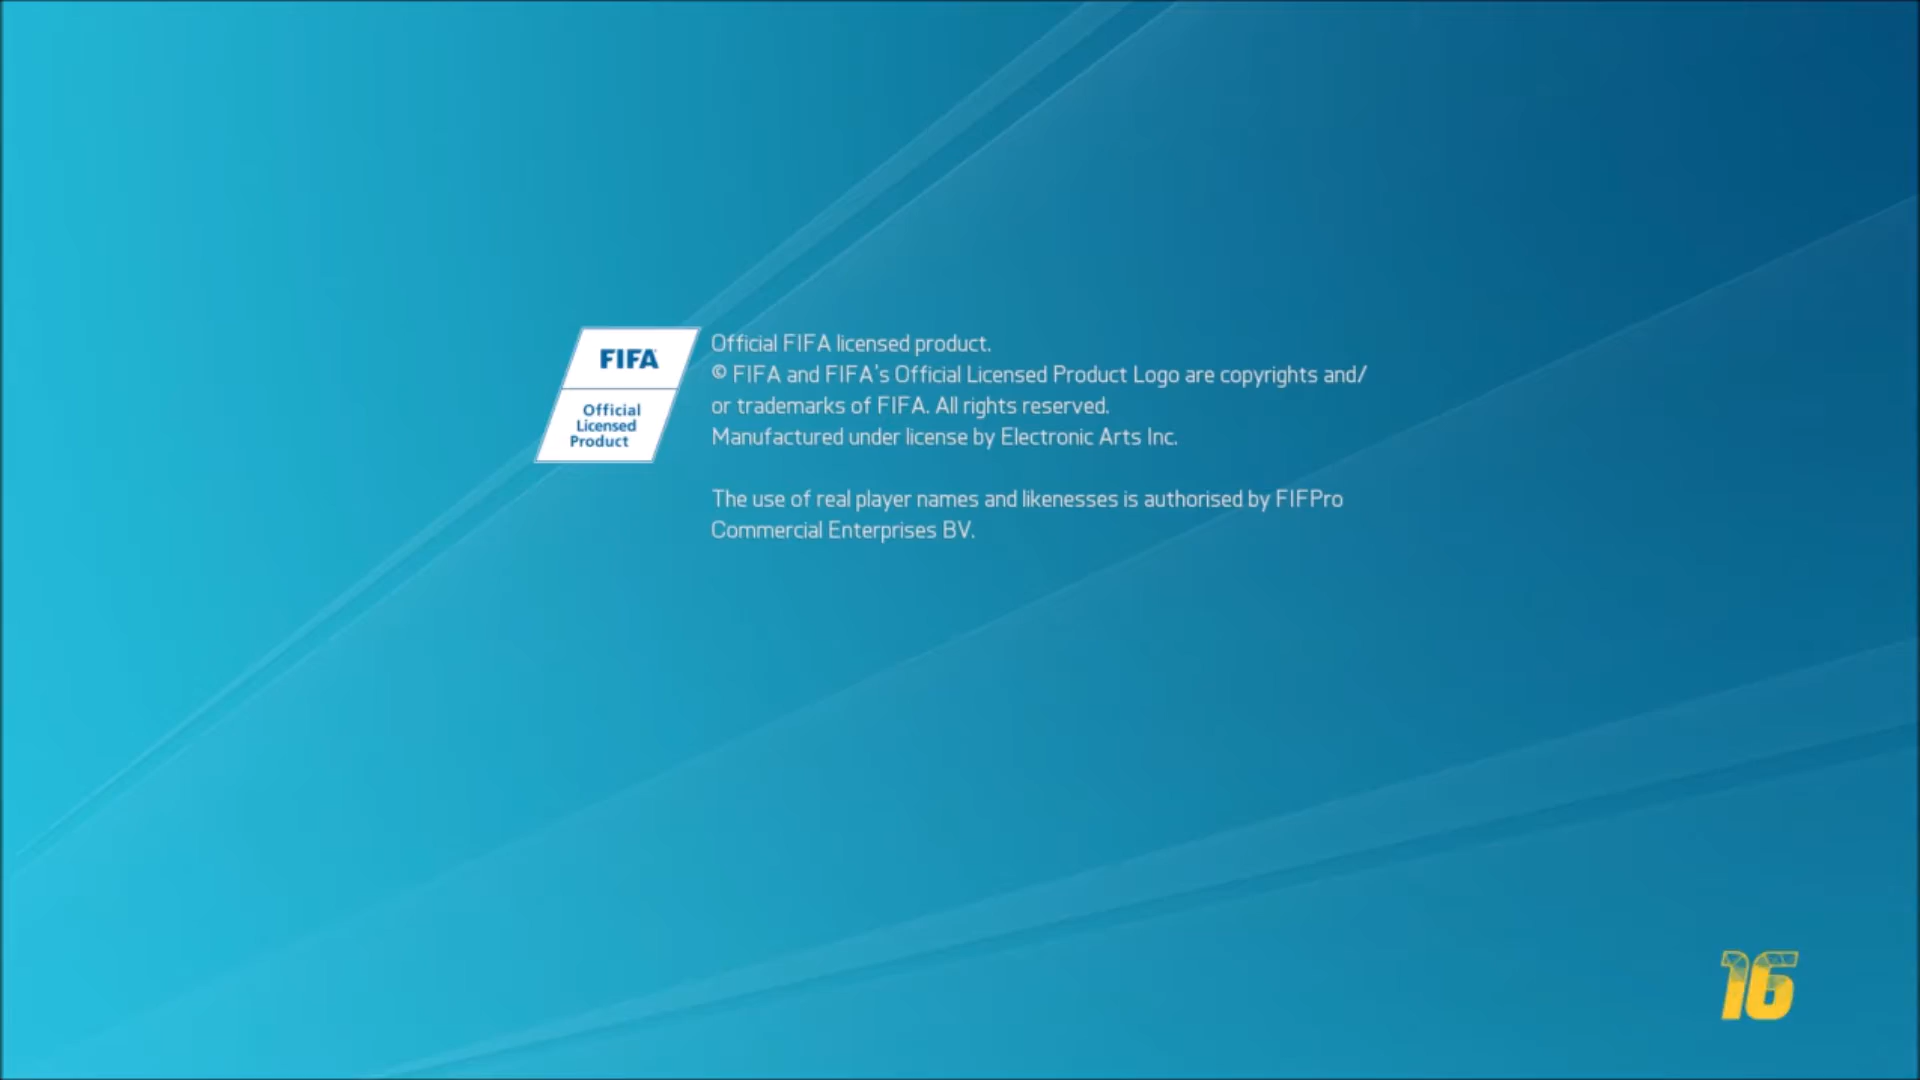 FIFA
Official
Licensed
Product
Official FIFA licensed product.
© FIFA and FIFA's Official Licensed Product Logo are copyrights and/
or trademarks of FIFA. All rights reserved.
Manufactured under license by Electronic Arts Inc.
The use of real player names and likenesses is authorised by FIFPro
Commercial Enterprises BV.
16